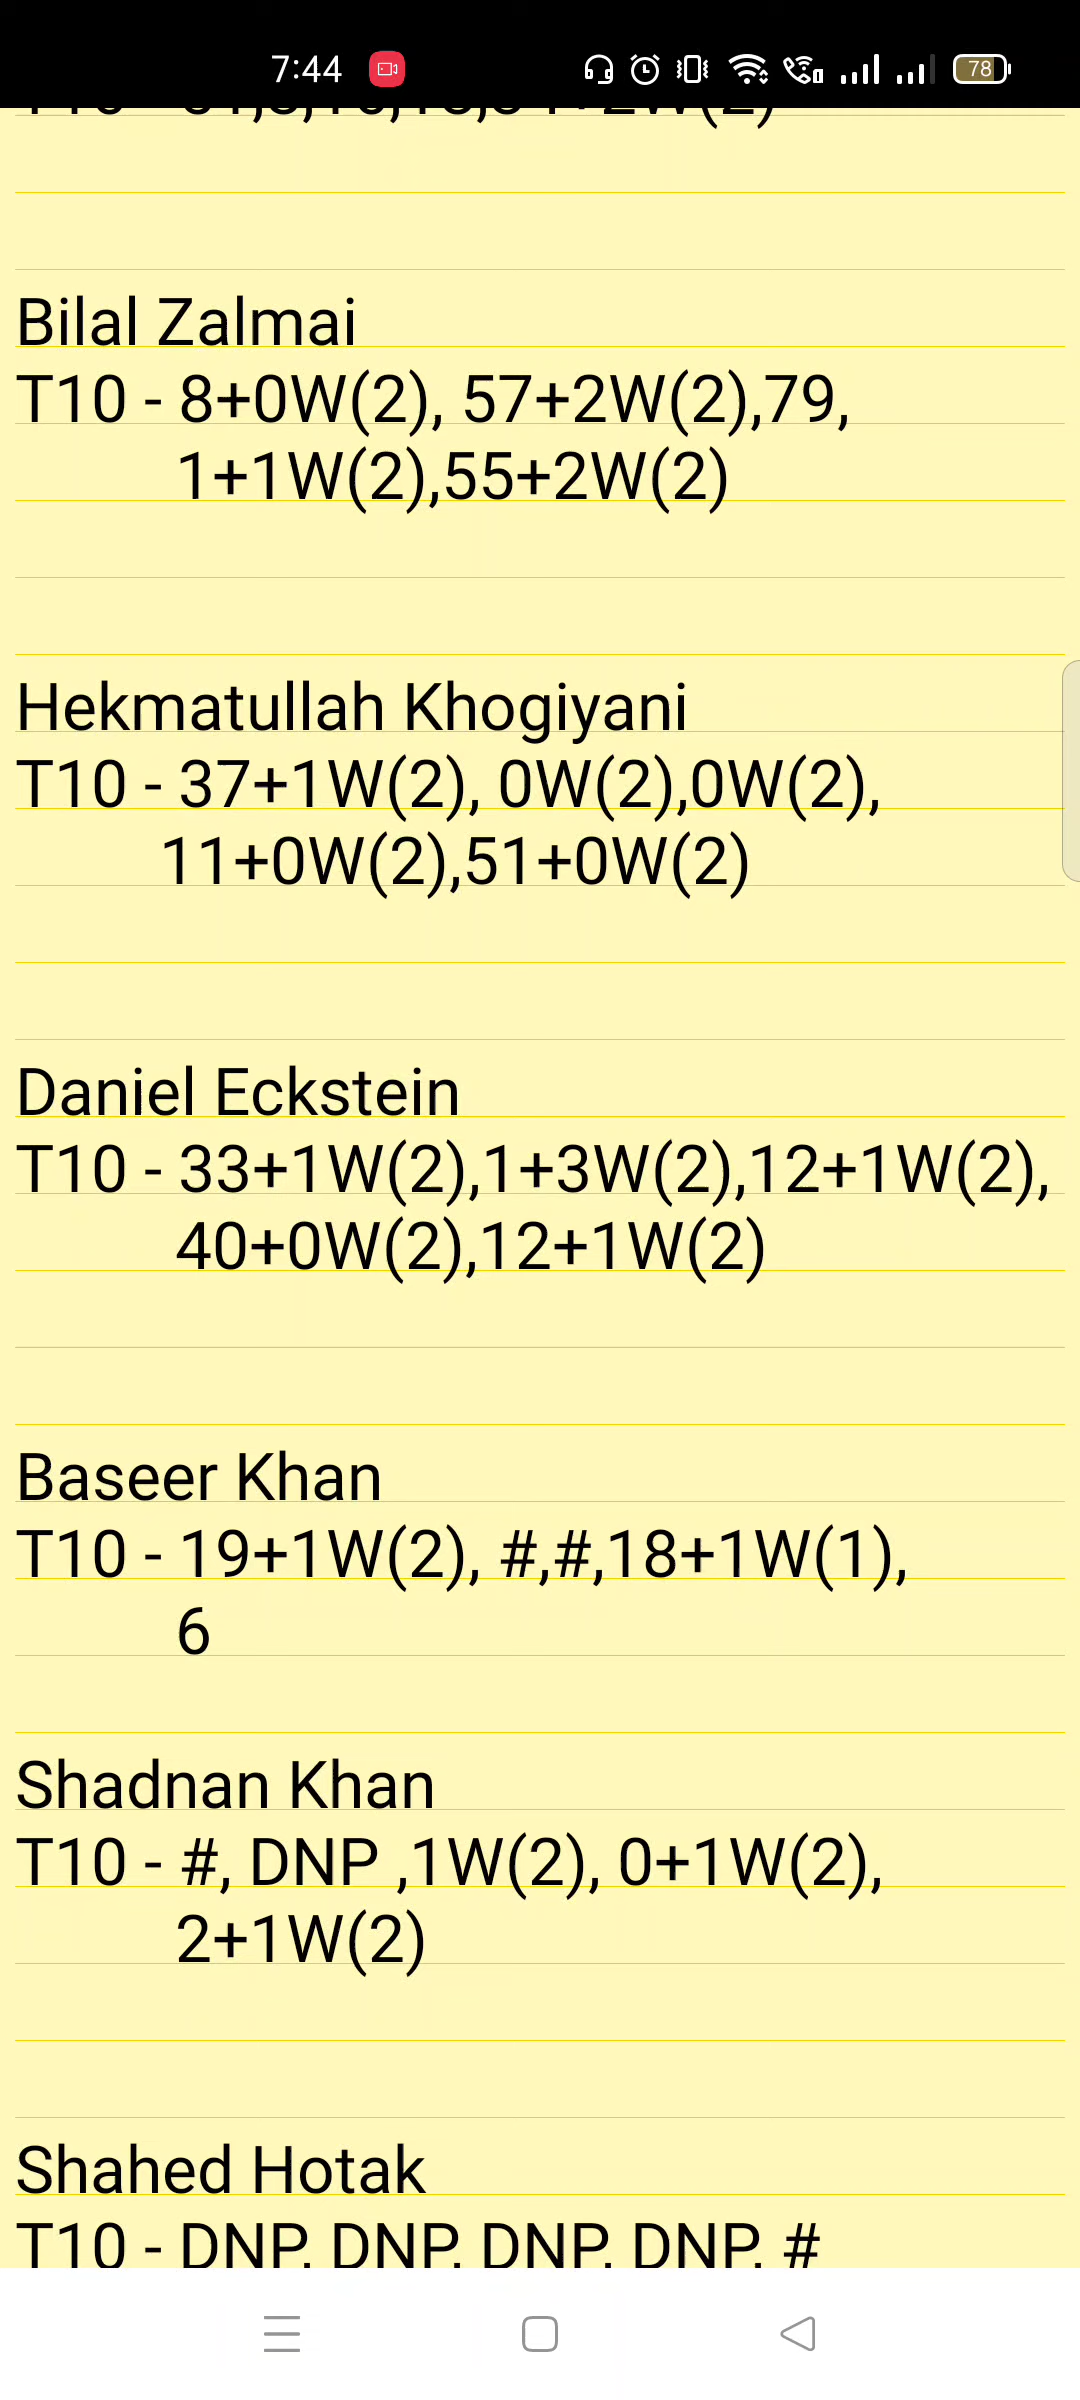 7:44
78
Bilal Zalmai
T10 - 8+0W(2), 57+2W(2),79,
1+1W(2),55+2W(2)
Hekmatullah Khogiyani
T10 - 37+1W(2), 0W(2),0W(2),
11+0W(2),51+0W(2)
Daniel Eckstein
T10 - 33+1W(2),1+3W(2),12+1W(2),
40+0W(2),12+1W(2)
Baseer Khan
T10 - 19+1W(2), #,#,18+1W(1),
6
Shadnan Khan
T10 - #, DNP ,1W(2), 0+1W(2),
2+1W(2)
Shahed Hotak
T10 - DNP, DNP, DNP, DNP, #